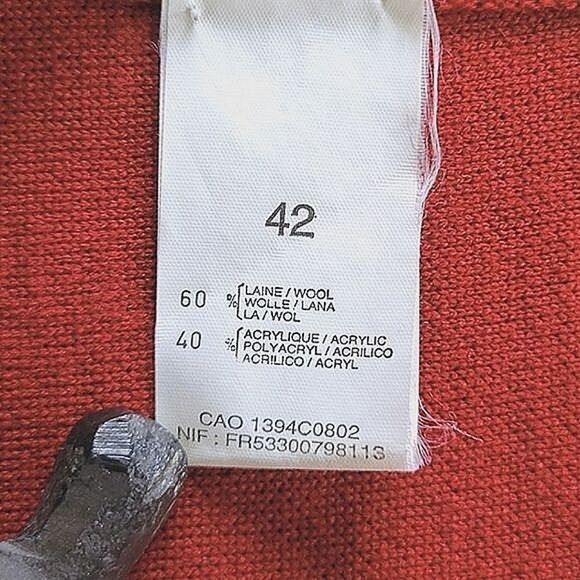 42
60 % LAINE / WOOL
WOLLE / LANA
LA / WOL
40 % ACRYLIQUE / ACRYLIC
POLYACRYL / ACRILICO
ACRILICO / ACRYL
CAO 1394C0802
NIF : FR53300798113